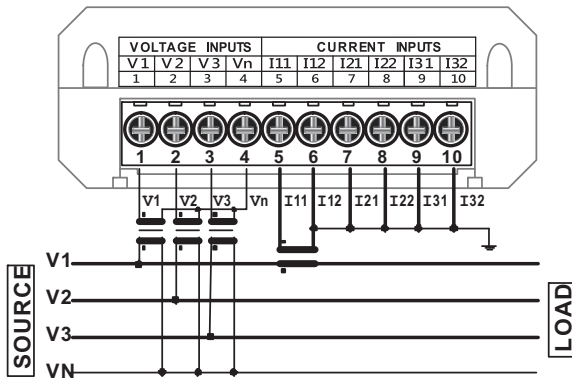 VOLTAGE INPUTS CURRENT INPUTS
V1 V2 V3 Vn I11 I12 I21 I22 I31 I32
1 2 3 4 5 6 7 8 9 10
1 2 3 4 5 6 7 8 9 10
V1 V2 V3 Vn I11 I12 I21 I22 I31 I32
SOURCE
V1
V2
V3
VN
LOAD